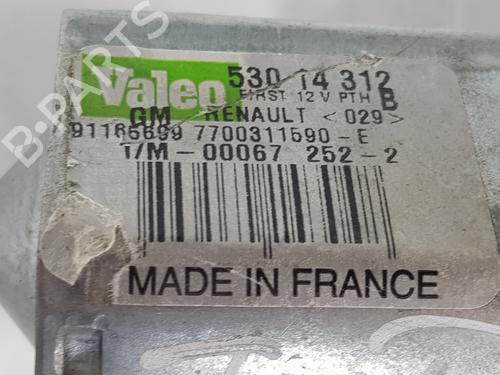 B-PARTS
Valeo 530 14 312
FIRST 12 V PTH B
GM RENAULT <029>
91165699 7700311590-E
T/M-00067 252-2
MADE IN FRANCE